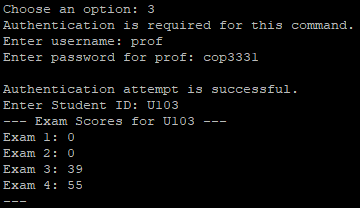 Choose an option: 3
Authentication is required for this command.
Enter username: prof
Enter password for prof: cop3331
Authentication attempt is successful.
Enter Student ID: U103
--- Exam Scores for U103 ---
Exam 1: 0
Exam 2: 0
Exam 3: 39
Exam 4: 55
---